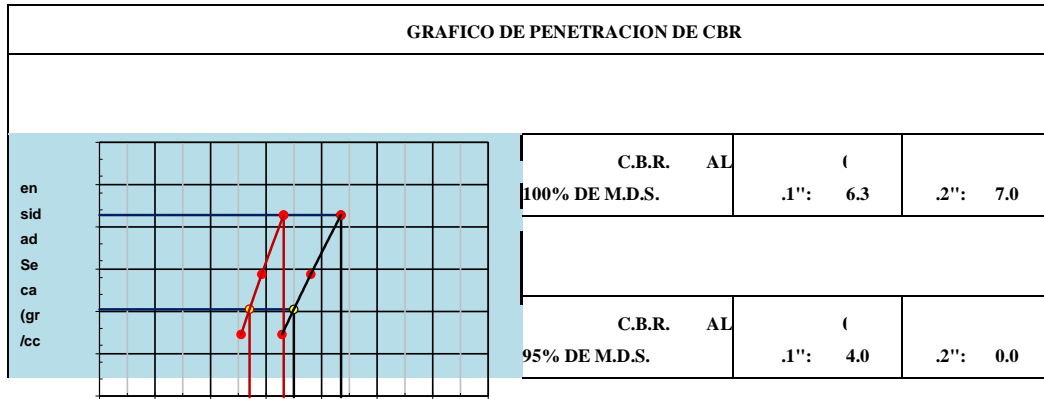 GRAFICO DE PENETRACION DE CBR
en
sid
ad
Se
ca
(gr
/cc
C.B.R. AL
100% DE M.D.S. .1": 6.3 .2": 7.0
C.B.R. AL
95% DE M.D.S. .1": 4.0 .2": 0.0